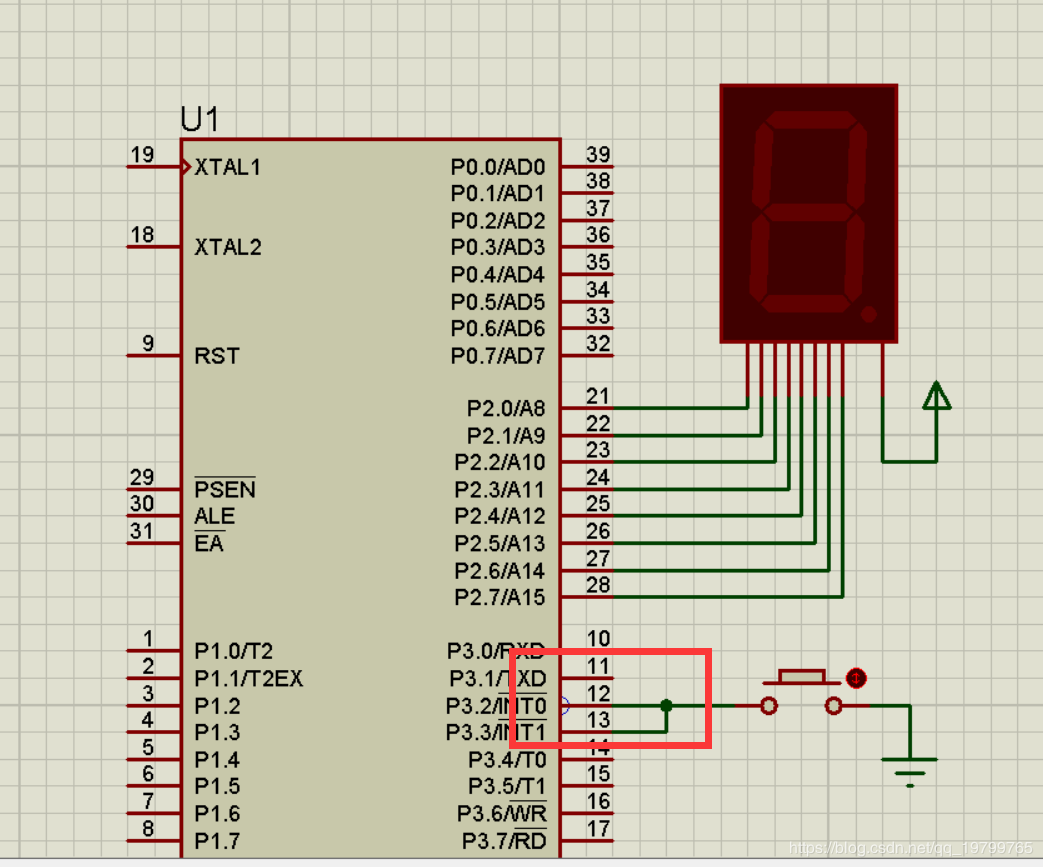 U1
19 XTAL1 P0.0/AD0 39
P0.1/AD1 38
P0.2/AD2 37
18 XTAL2 P0.3/AD3 36
P0.4/AD4 35
P0.5/AD5 34
P0.6/AD6 33
9 RST P0.7/AD7 32
P2.0/A8 21
P2.1/A9 22
P2.2/A10 23
29 PSEN P2.3/A11 24
30 ALE P2.4/A12 25
31 EA P2.5/A13 26
P2.6/A14 27
P2.7/A15 28
1 P1.0/T2 P3.0/RXD 10
2 P1.1/T2EX P3.1/TXD 11
3 P1.2 P3.2/INT0 12
4 P1.3 P3.3/INT1 13
5 P1.4 P3.4/T0 14
6 P1.5 P3.5/T1 15
7 P1.6 P3.6/WR 16
8 P1.7 P3.7/RD 17
https://blog.csdn.net/qq_19799765